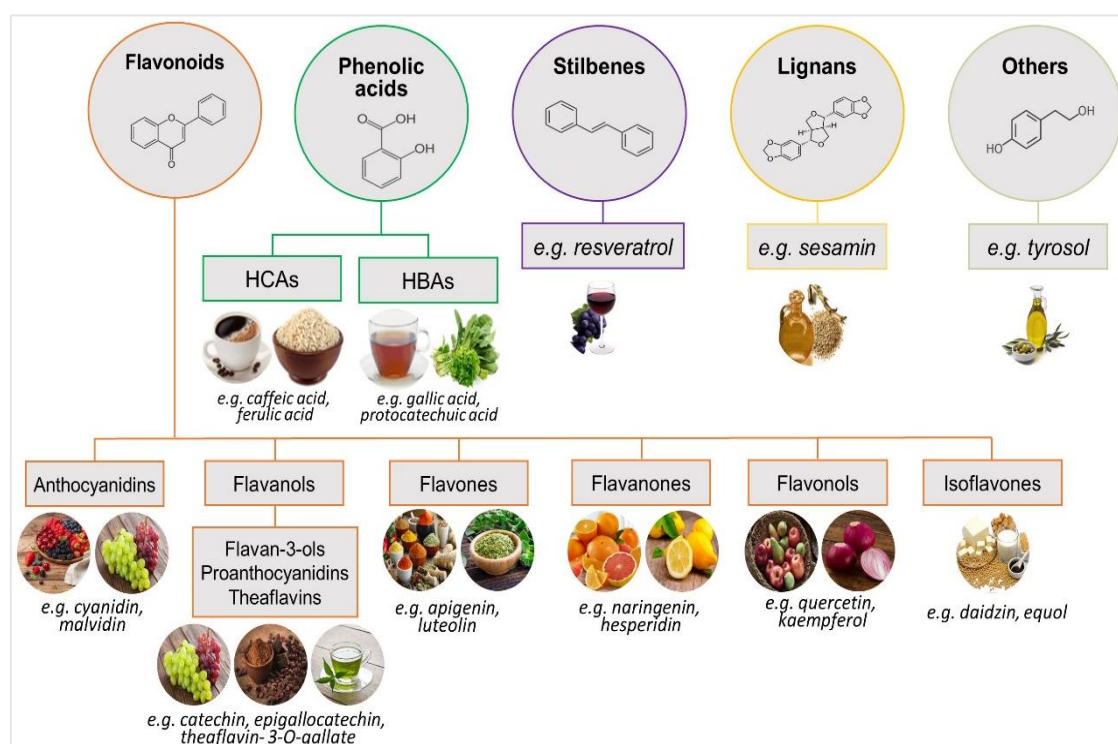 Flavonoids
Phenolic
acids
OH
OH
O
O
O
Stilbenes
Lignans
O
O
O
H
H
O
O
O
Others
OH
HO
e.g. resveratrol
e.g. sesamin
e.g. tyrosol
HCAs
HBAs
e.g. caffeic acid,
ferulic acid
e.g. gallic acid,
protocatechuic acid
Anthocyanidins
Flavanols
Flavones
Flavanones
Flavonols
Isoflavones
Flavan-3-ols
Proanthocyanidins
Theaflavins
e.g. cyanidin,
malvidin
e.g. apigenin,
luteolin
e.g. naringenin,
hesperidin
e.g. quercetin,
kaempferol
e.g. daidzin, equol
e.g. catechin, epigallocatechin,
theaflavin- 3-O-gallate